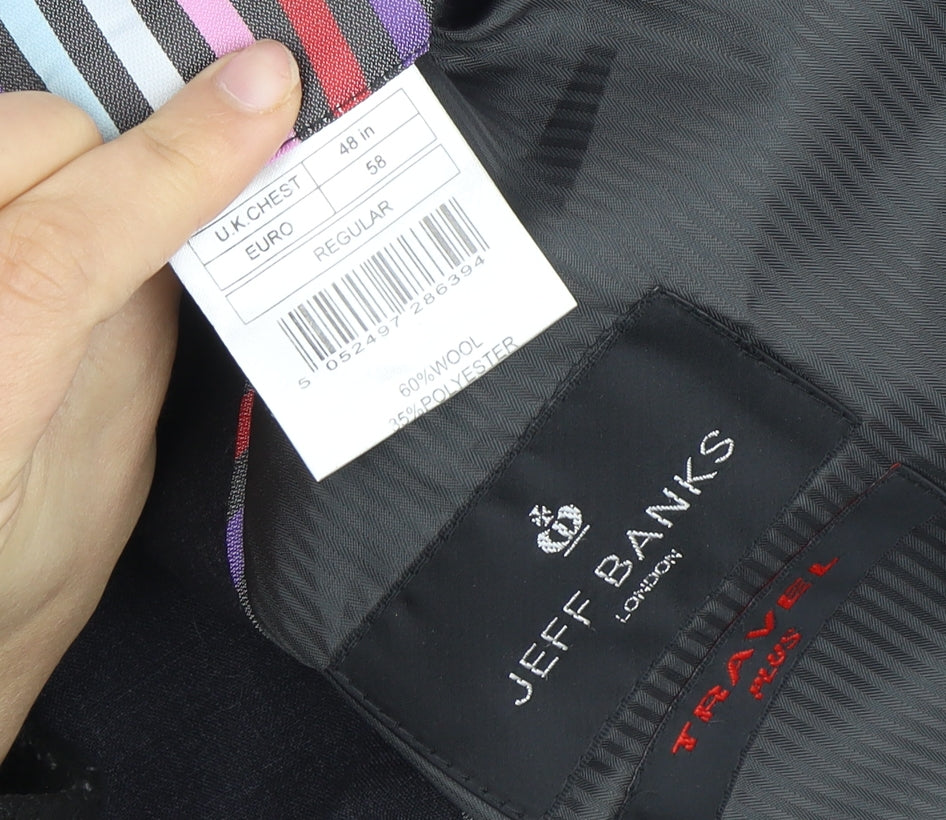 U.K.CHEST 48 in
EURO 58
REGULAR
5 052497 286394
60%WOOL
35%POLYESTER
JEFF BANKS
LONDON
TRAVEL
PLUS